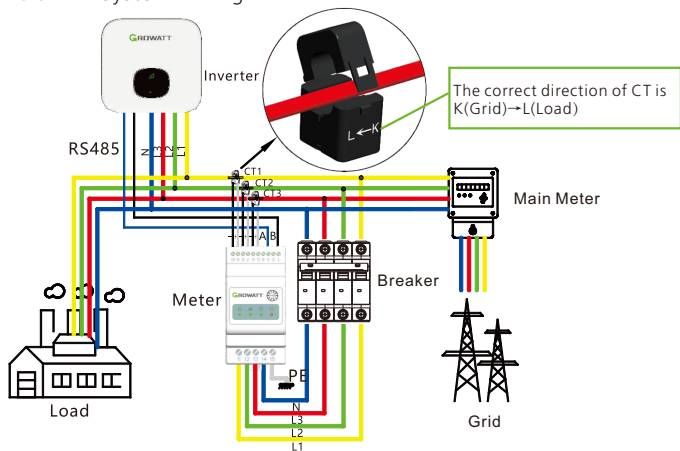 GROWATT
Inverter
The correct direction of CT is
K(Grid)→L(Load)
L←K
RS485
N
L3
L2
L1
CT1
CT2
CT3
A
B
Main Meter
Meter
GROWATT
Breaker
PE
N
L3
L2
L1
Load
Grid